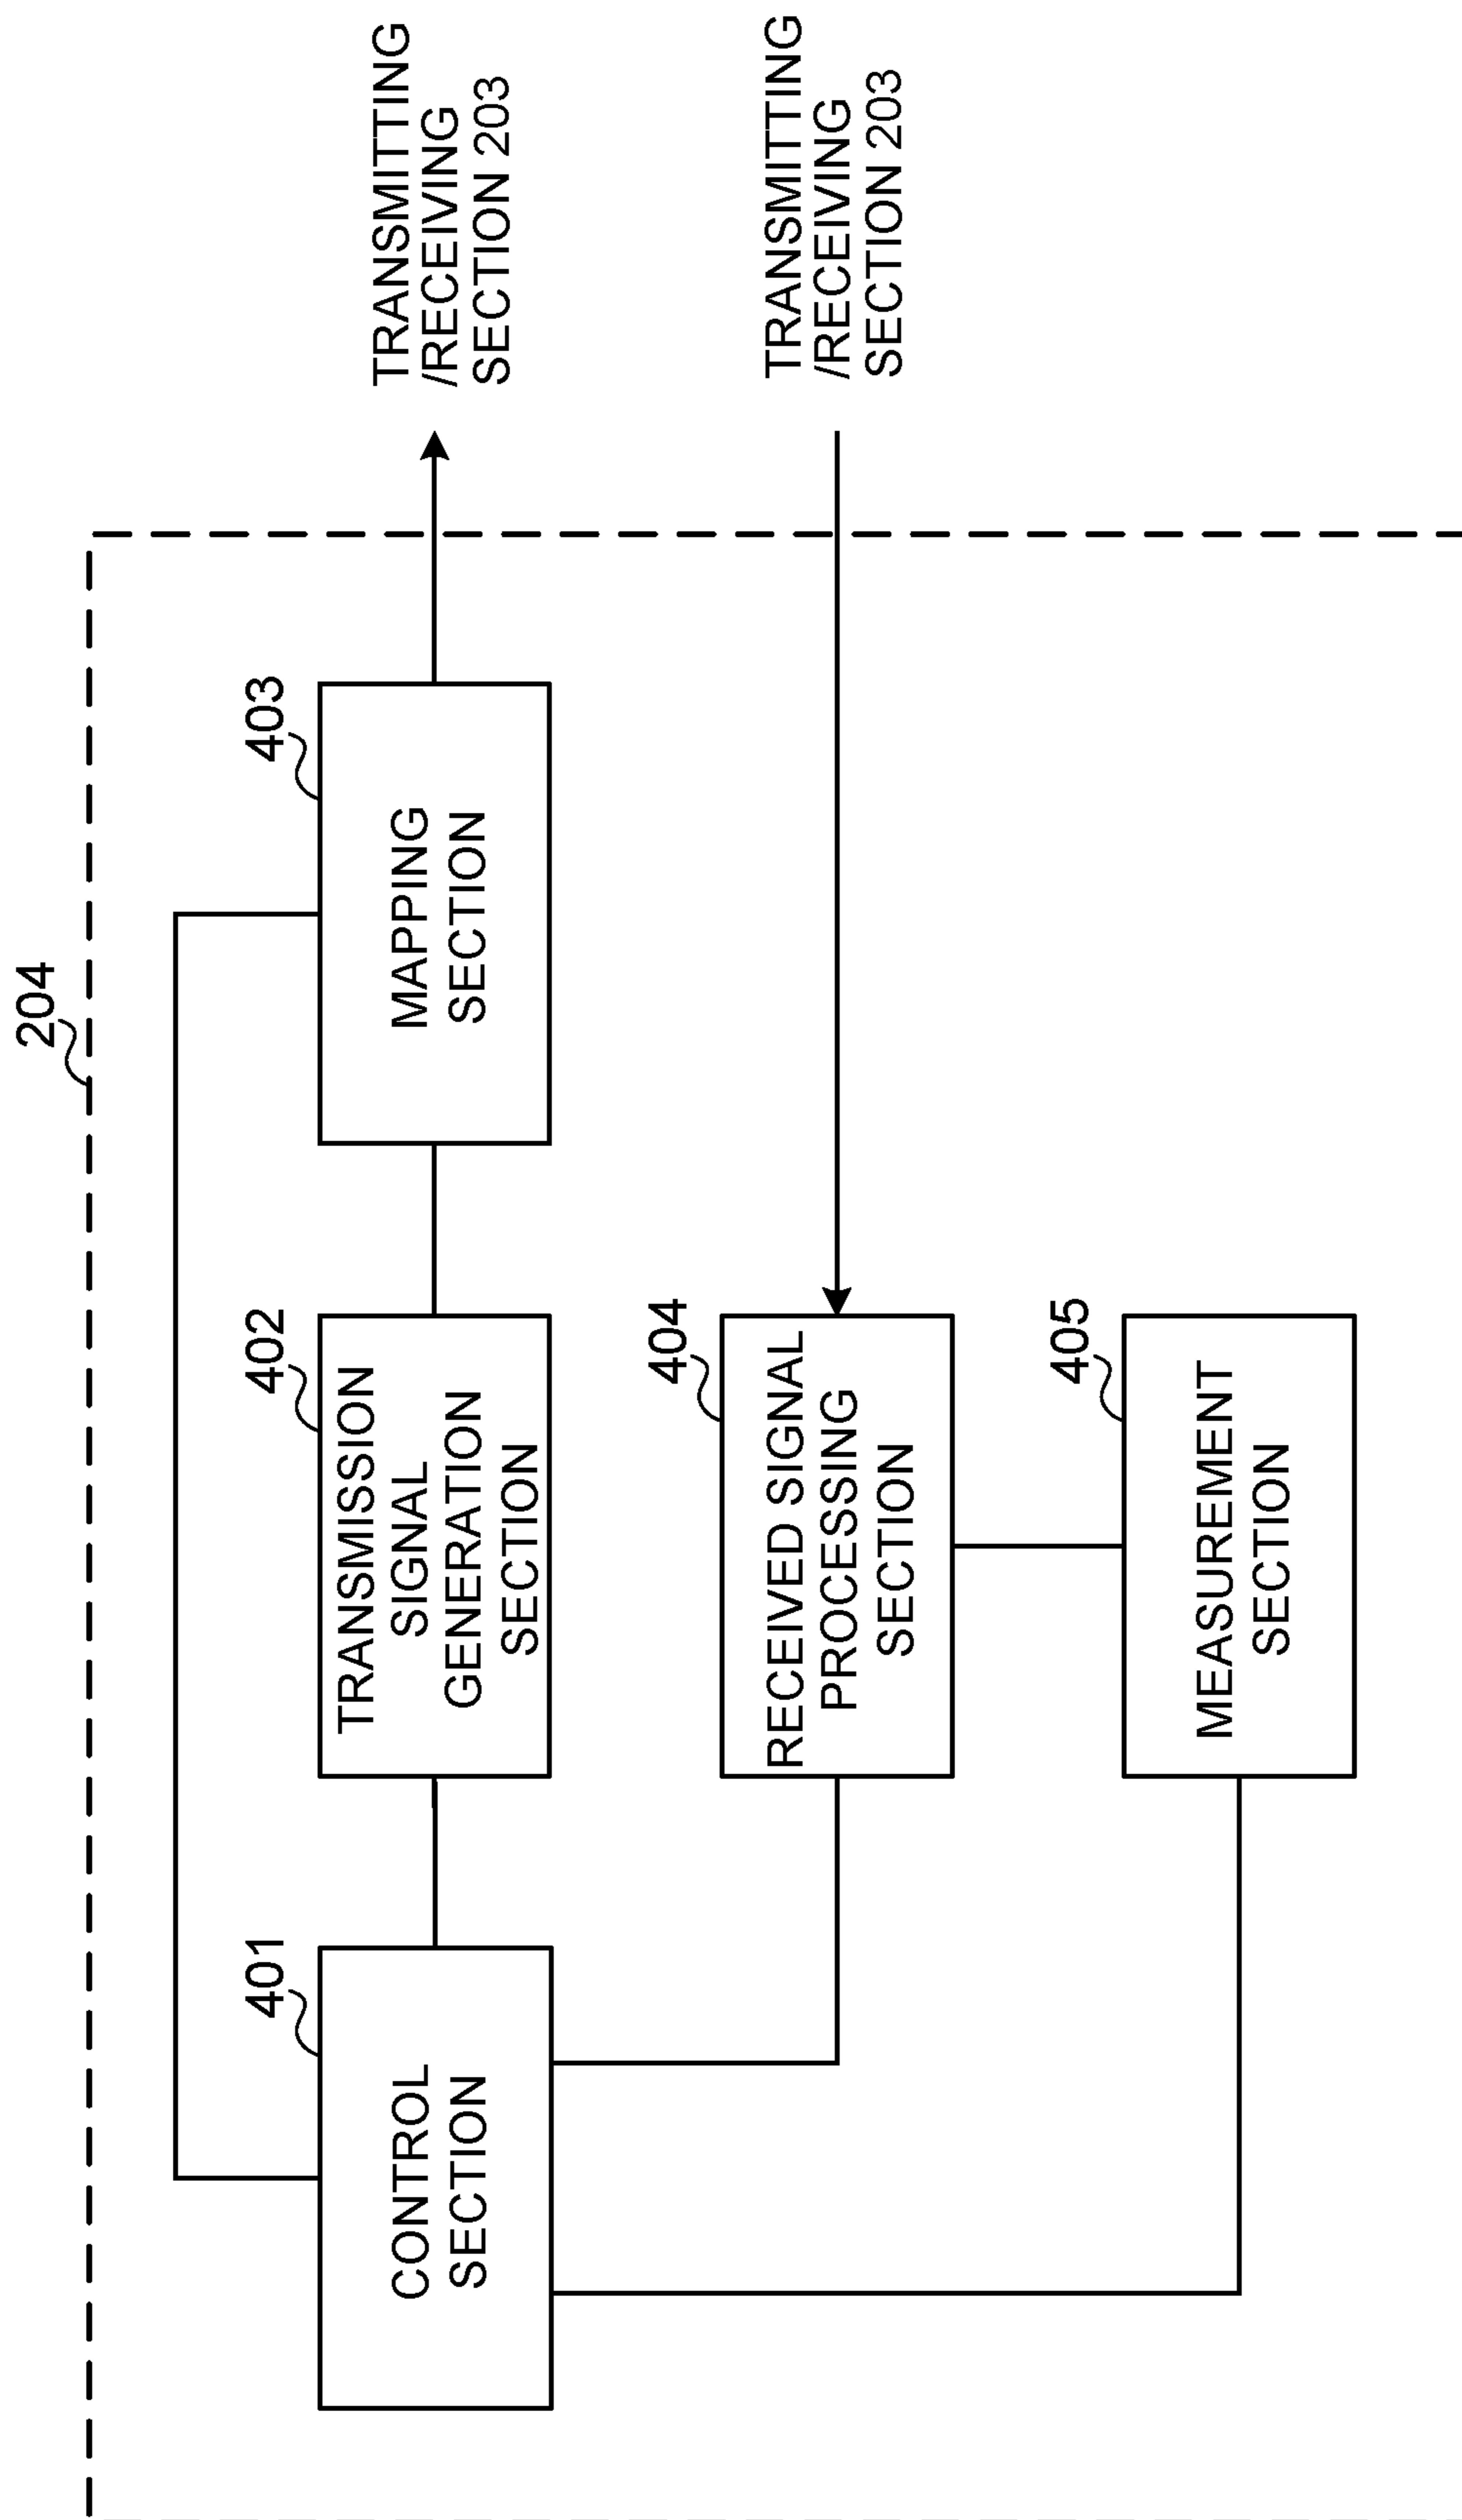 204
401
CONTROL
SECTION
402
TRANSMISSION
SIGNAL
GENERATION
SECTION
403
MAPPING
SECTION
TRANSMITTING
/RECEIVING
SECTION 203
404
RECEIVED SIGNAL
PROCESSING
SECTION
TRANSMITTING
/RECEIVING
SECTION 203
405
MEASUREMENT
SECTION